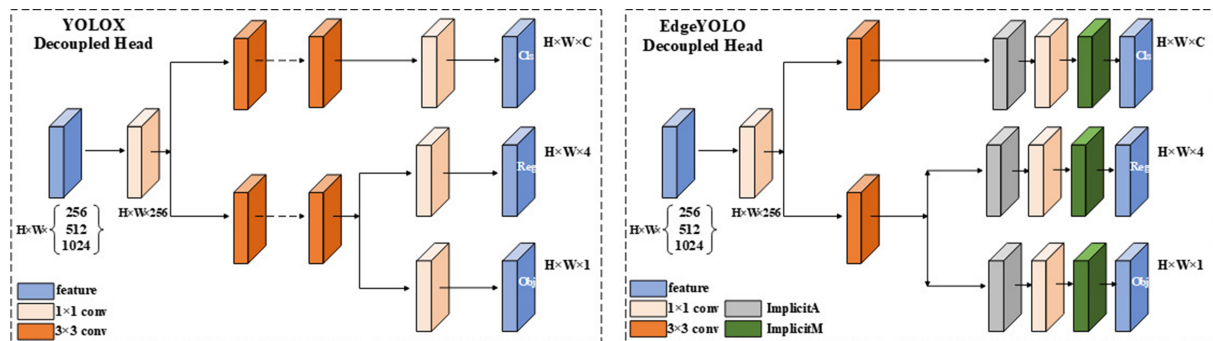 YOLOX
Decoupled Head
H×W×C
Cls
H×W×4
Reg
H×W×256
H×W×
256
512
1024
H×W×1
Obj
feature
1×1 conv
3×3 conv
EdgeYOLO
Decoupled Head
H×W×C
Cls
H×W×4
Reg
H×W×256
H×W×
256
512
1024
H×W×1
Obj
feature
1×1 conv
ImplicitA
3×3 conv
ImplicitM